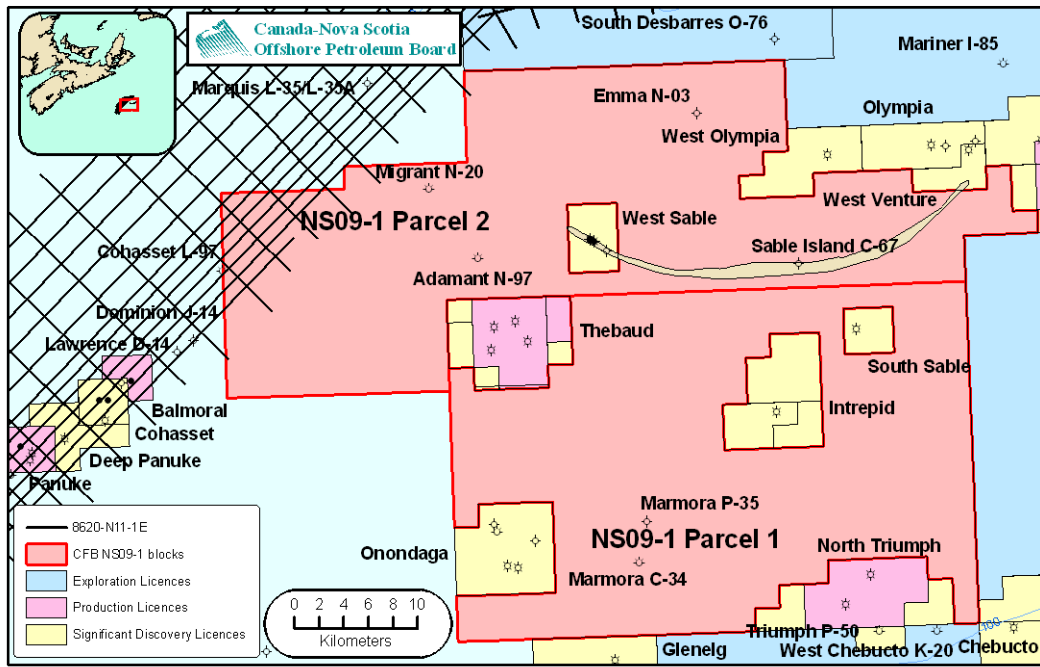 Canada-Nova Scotia
Offshore Petroleum Board
South Desbarres O-76
Mariner I-85
Marquis L-35/L-35A
Emma N-03
Olympia
West Olympia
Migrant N-20
NS09-1 Parcel 2
West Sable
West Venture
Cohasset L-97
Sable Island C-67
Adamant N-97
Dominion J-14
Lawrence D-14
Thebaud
South Sable
Balmoral
Intrepid
Cohasset
Deep Panuke
Panuke
Marmora P-35
NS09-1 Parcel 1
Onondaga
North Triumph
Marmora C-34
Triumph P-50
West Chebucto K-20
Chebucto
Glenelg
100
8620-N11-1E
CFB NS09-1 blocks
Exploration Licences
Production Licences
Significant Discovery Licences
0 2 4 6 8 10
Kilometers